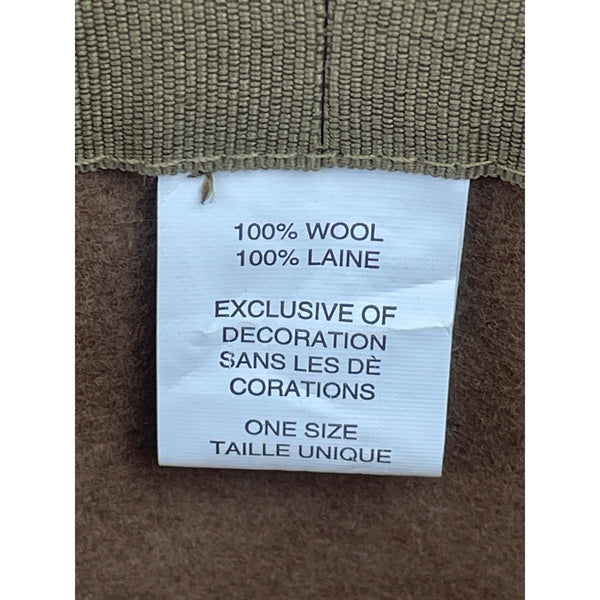 100% WOOL
100% LAINE
EXCLUSIVE OF
DECORATION
SANS LES DÈ
CORATIONS
ONE SIZE
TAILLE UNIQUE